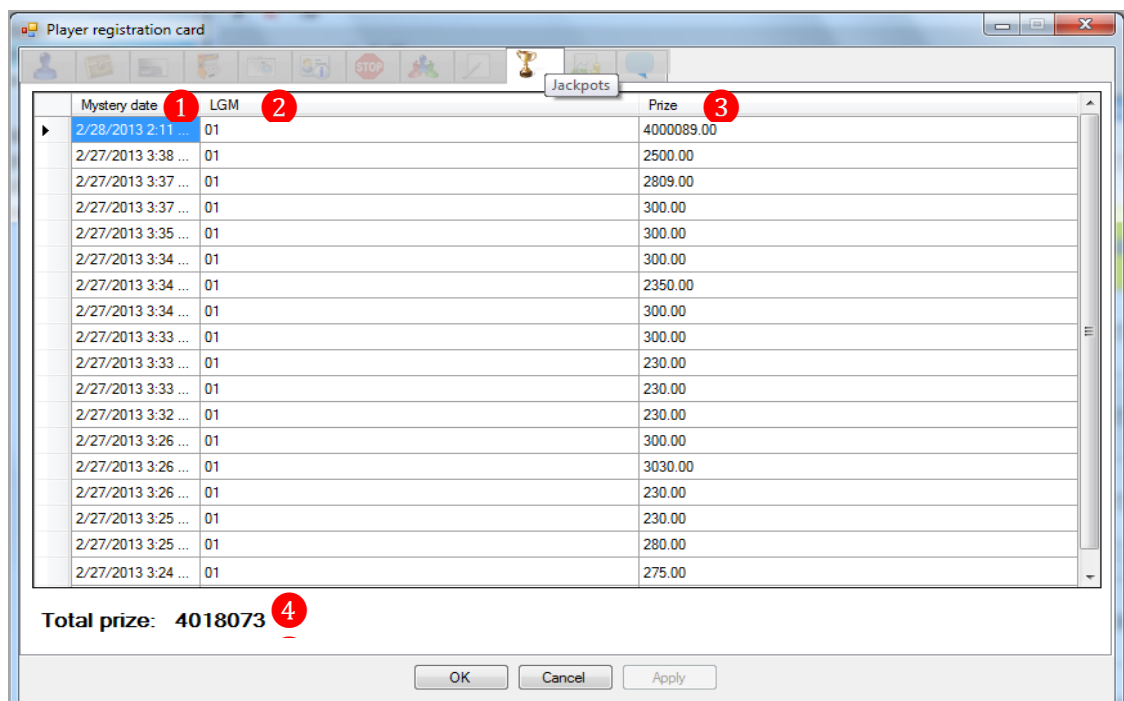 Player registration card
STOP
Jackpots
Mystery date 1 LGM 2 Prize 3
2/28/2013 2:11 ... 01 4000089.00
2/27/2013 3:38 ... 01 2500.00
2/27/2013 3:37 ... 01 2809.00
2/27/2013 3:37 ... 01 300.00
2/27/2013 3:35 ... 01 300.00
2/27/2013 3:34 ... 01 300.00
2/27/2013 3:34 ... 01 2350.00
2/27/2013 3:34 ... 01 300.00
2/27/2013 3:33 ... 01 300.00
2/27/2013 3:33 ... 01 230.00
2/27/2013 3:33 ... 01 230.00
2/27/2013 3:32 ... 01 230.00
2/27/2013 3:26 ... 01 300.00
2/27/2013 3:26 ... 01 3030.00
2/27/2013 3:26 ... 01 230.00
2/27/2013 3:25 ... 01 230.00
2/27/2013 3:25 ... 01 280.00
2/27/2013 3:24 ... 01 275.00
Total prize: 4018073 4
OK Cancel Apply